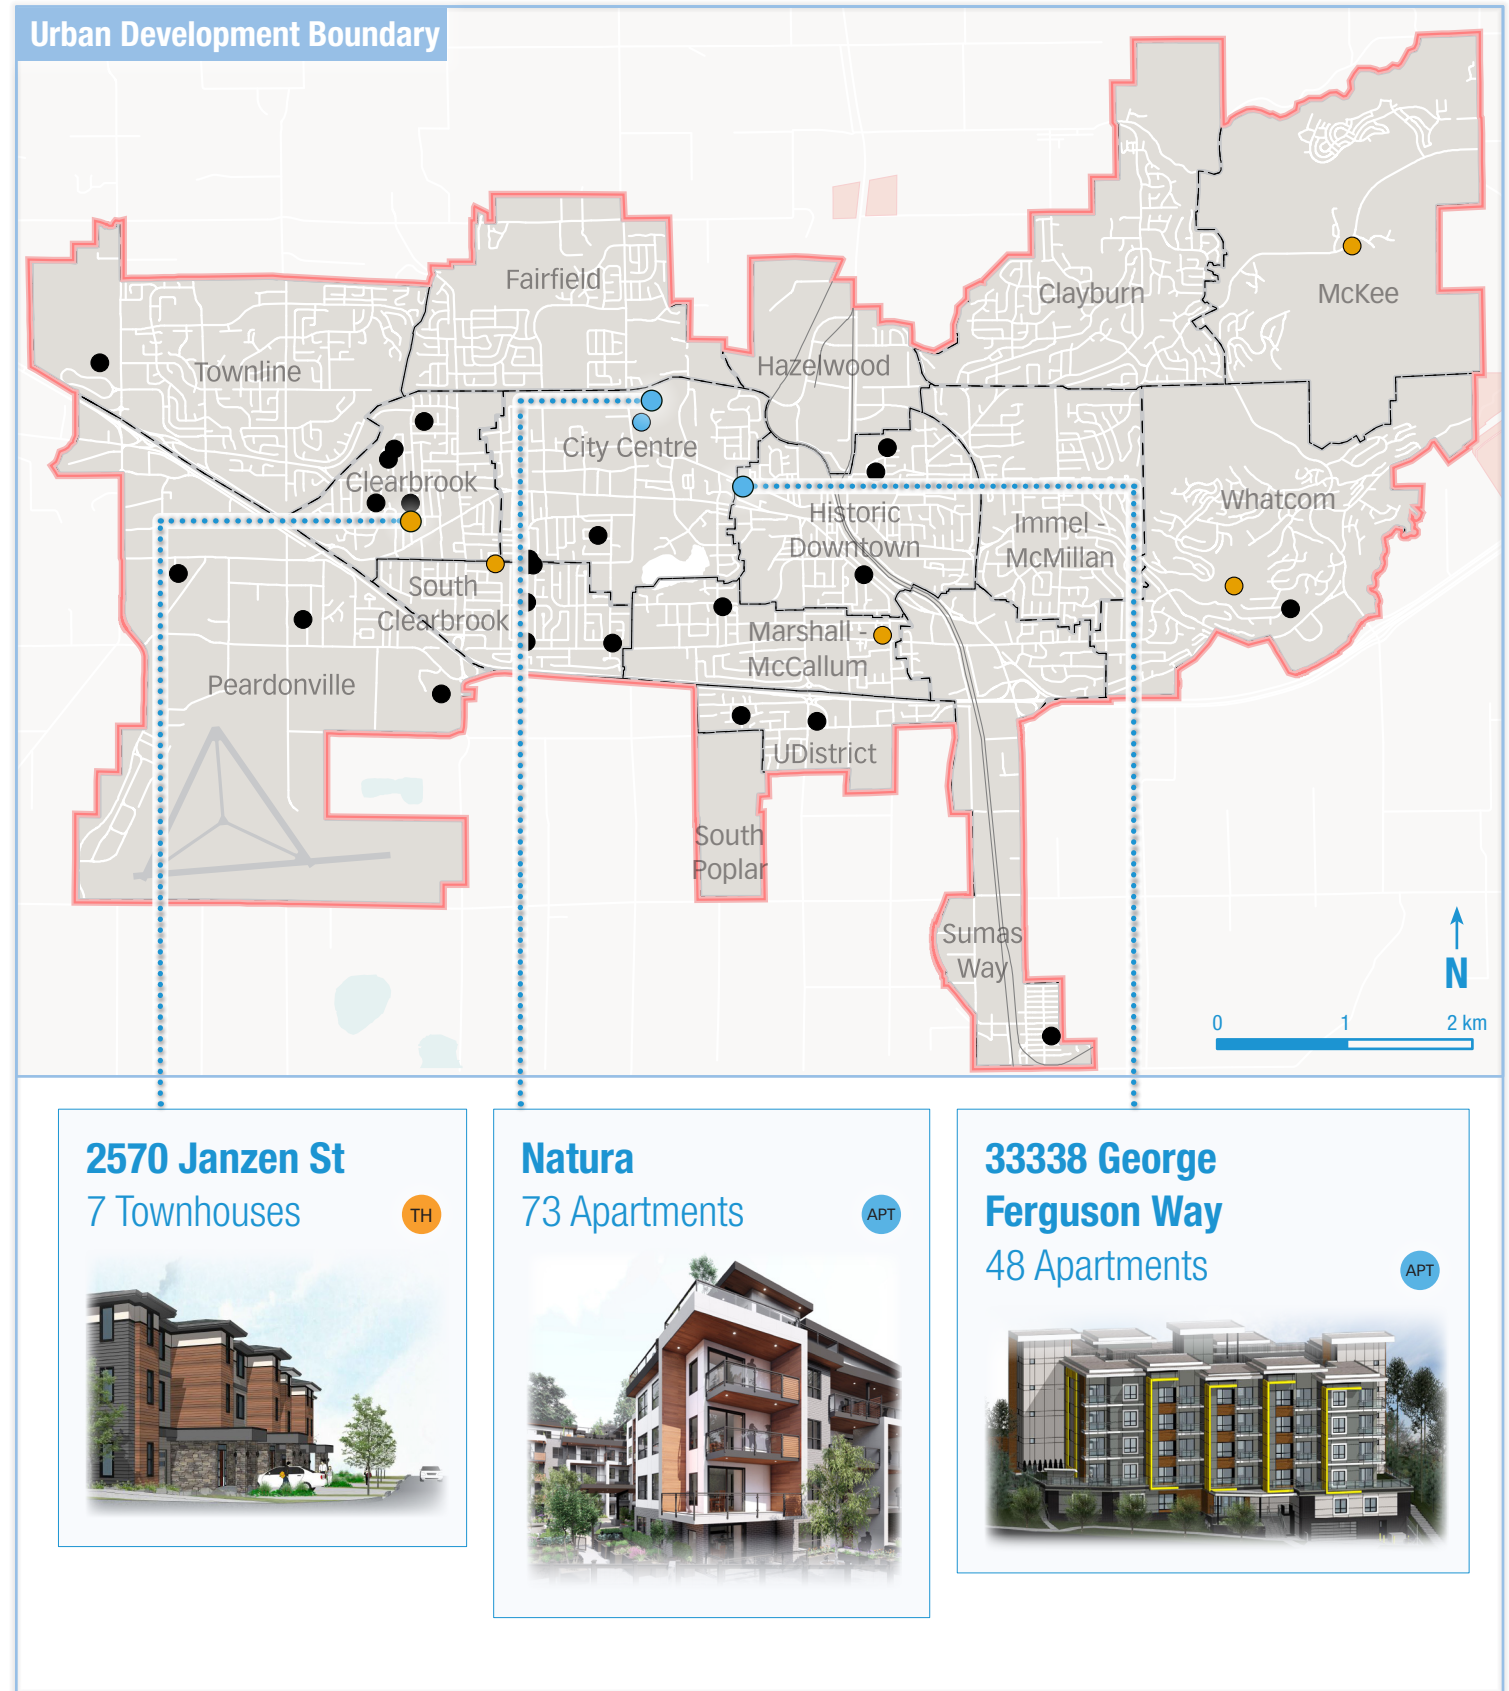 Urban Development Boundary
Fairfield
Clayburn
McKee
Townline
Hazelwood
City Centre
Clearbrook
Whatcom
Historic
Downtown
Immel -
McMillan
South
Clearbrook
Marshall -
McCallum
Peardonville
UDistrict
South
Poplar
Sumas
Way
N
0 1 2 km
2570 Janzen St
7 Townhouses
TH
Natura
73 Apartments
APT
33338 George
Ferguson Way
48 Apartments
APT